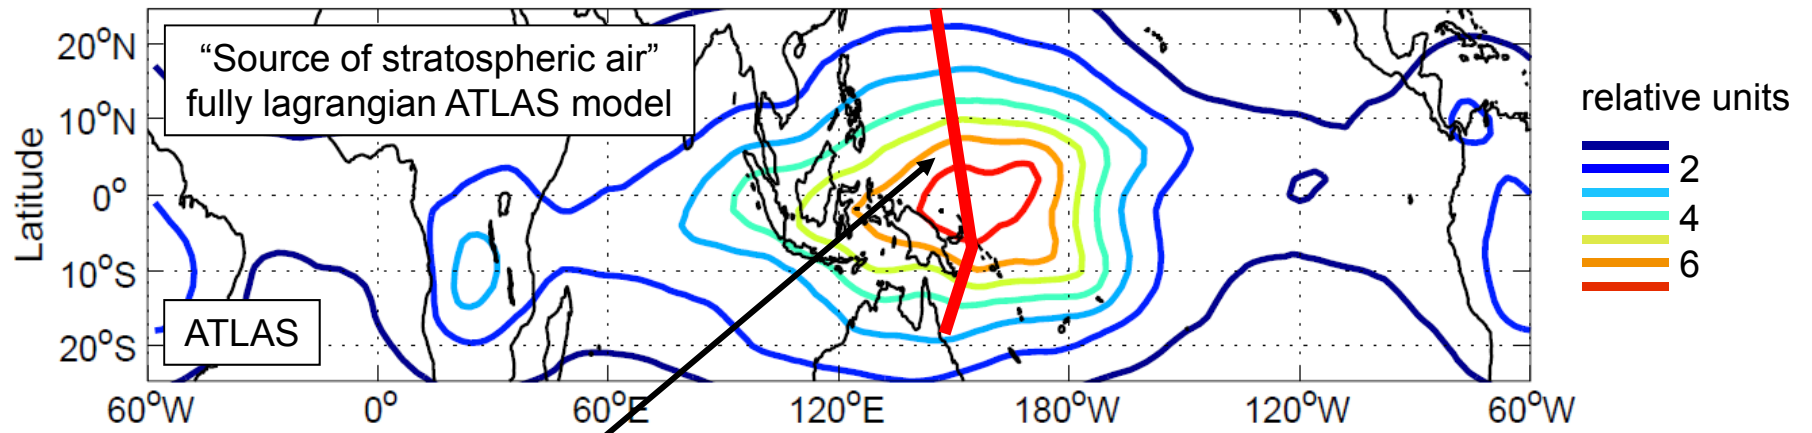 20°N
10°N
0°
10°S
20°S
Latitude
“Source of stratospheric air”
fully lagrangian ATLAS model
ATLAS
60°W
0°
60°E
120°E
180°W
120°W
60°W
relative units
2
4
6